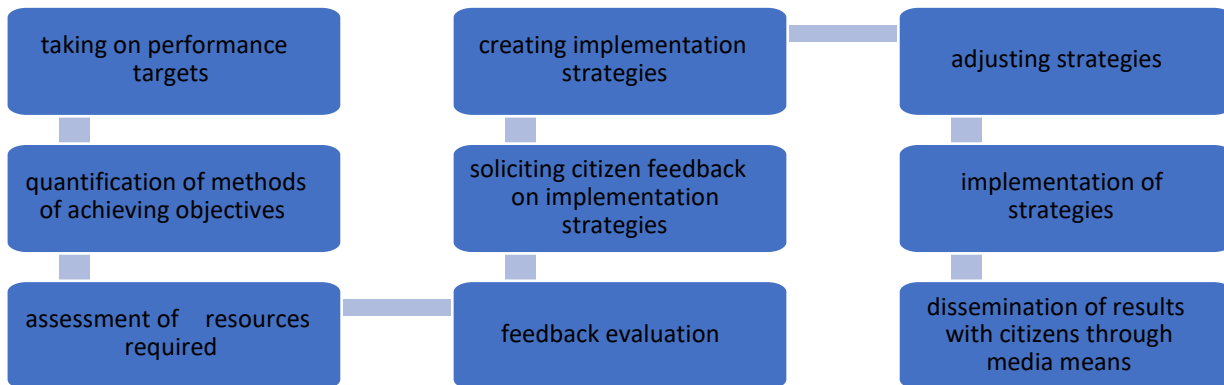 taking on performance
targets
quantification of methods
of achieving objectives
assessment of resources
required
feedback evaluation
soliciting citizen feedback
on implementation
strategies
creating implementation
strategies
adjusting strategies
implementation of
strategies
dissemination of results
with citizens through
media means